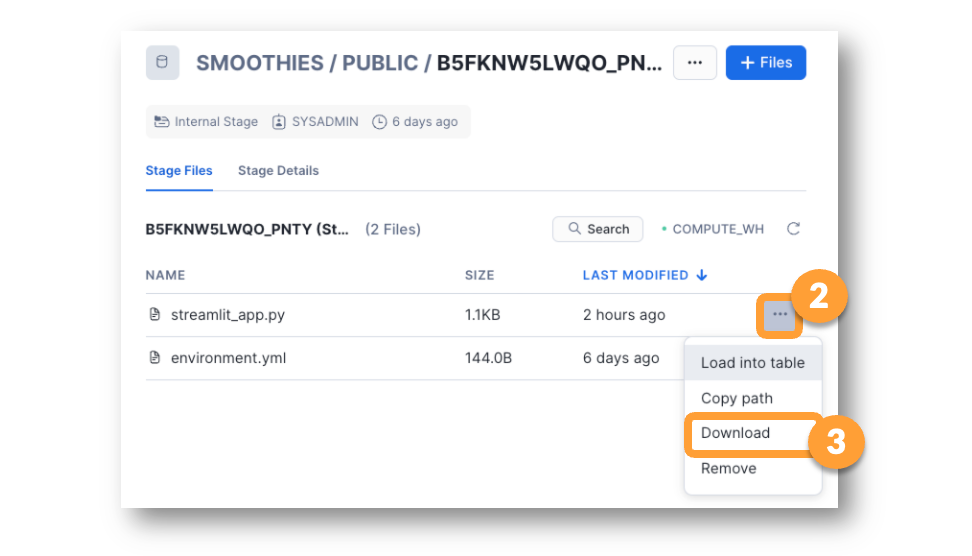 SMOOTHIES / PUBLIC / B5FKNW5LWQO_PN... ... + Files
Internal Stage SYSADMIN 6 days ago
Stage Files Stage Details
B5FKNW5LWQO_PNTY (St... (2 Files) Search COMPUTE_WH
NAME SIZE LAST MODIFIED
2
streamlit_app.py 1.1KB 2 hours ago ...
environment.yml 144.0B 6 days ago
Load into table
Copy path
Download
3
Remove